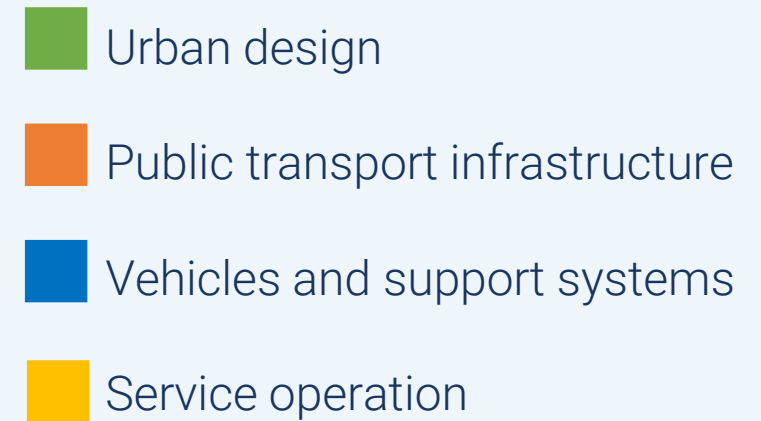 Urban design
Public transport infrastructure
Vehicles and support systems
Service operation